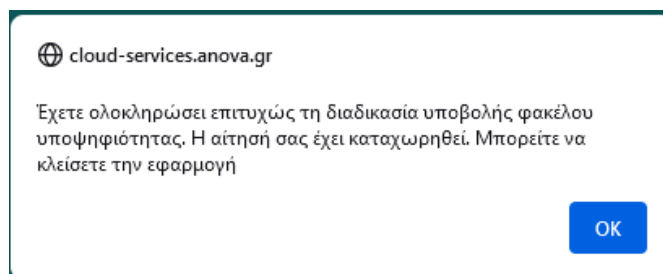 cloud-services.anova.gr
Έχετε ολοκληρώσει επιτυχώς τη διαδικασία υποβολής φακέλου
υποψηφιότητας. Η αίτησή σας έχει καταχωρηθεί. Μπορείτε να
κλείσετε την εφαρμογή
OK